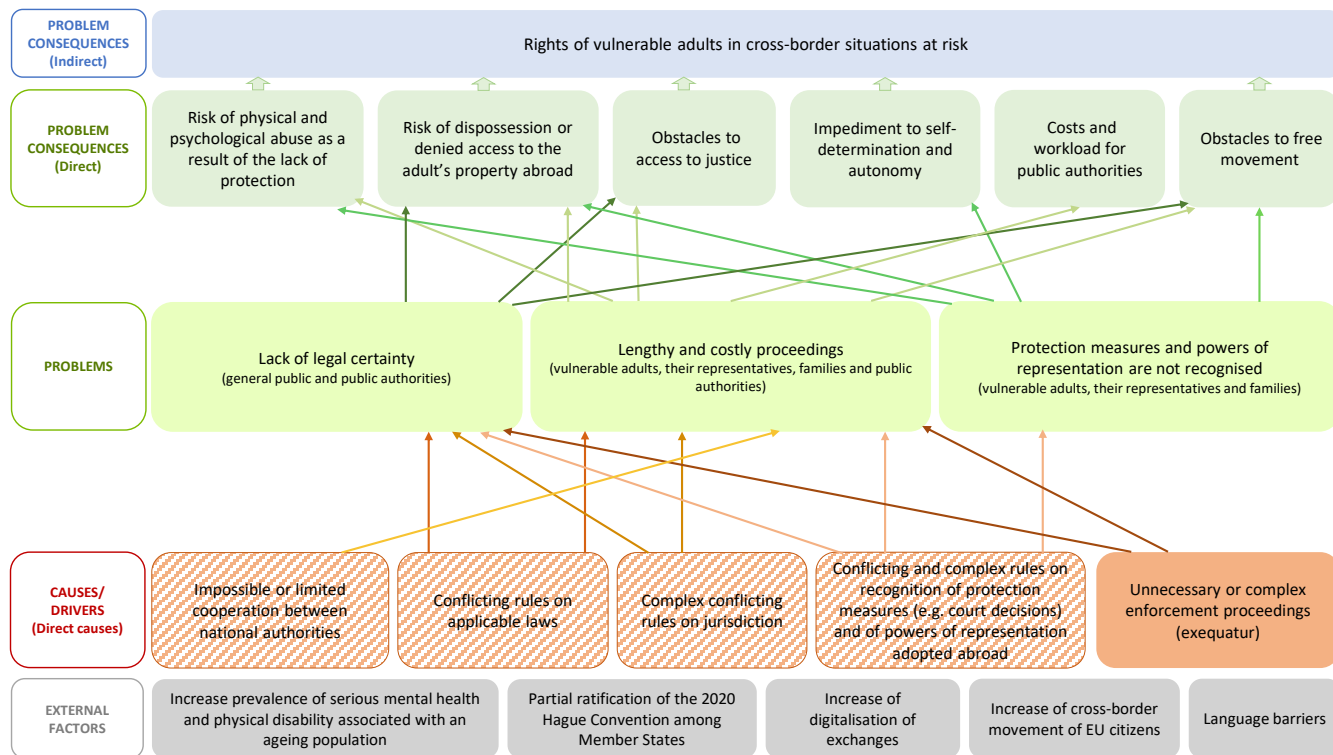 PROBLEM
CONSEQUENCES
(Indirect)
Rights of vulnerable adults in cross-border situations at risk
PROBLEM
CONSEQUENCES
(Direct)
Risk of physical and
psychological abuse as a
result of the lack of
protection
Risk of dispossession or
denied access to the
adult's property abroad
Obstacles to
access to justice
Impediment to self-
determination and
autonomy
Costs and
workload for
public authorities
Obstacles to free
movement
PROBLEMS
Lack of legal certainty
(general public and public authorities)
Lengthy and costly proceedings
(vulnerable adults, their representatives, families and public
authorities)
Protection measures and powers of
representation are not recognised
(vulnerable adults, their representatives and families)
CAUSES/
DRIVERS
(Direct causes)
Impossible or limited
cooperation between
national authorities
Conflicting rules on
applicable laws
Complex conflicting
rules on jurisdiction
Conflicting and complex rules on
recognition of protection
measures (e.g. court decisions)
and of powers of representation
adopted abroad
Unnecessary or complex
enforcement proceedings
(exequatur)
EXTERNAL
FACTORS
Increase prevalence of serious mental health
and physical disability associated with an
ageing population
Partial ratification of the 2020
Hague Convention among
Member States
Increase of
digitalisation of
exchanges
Increase of cross-border
movement of EU citizens
Language barriers